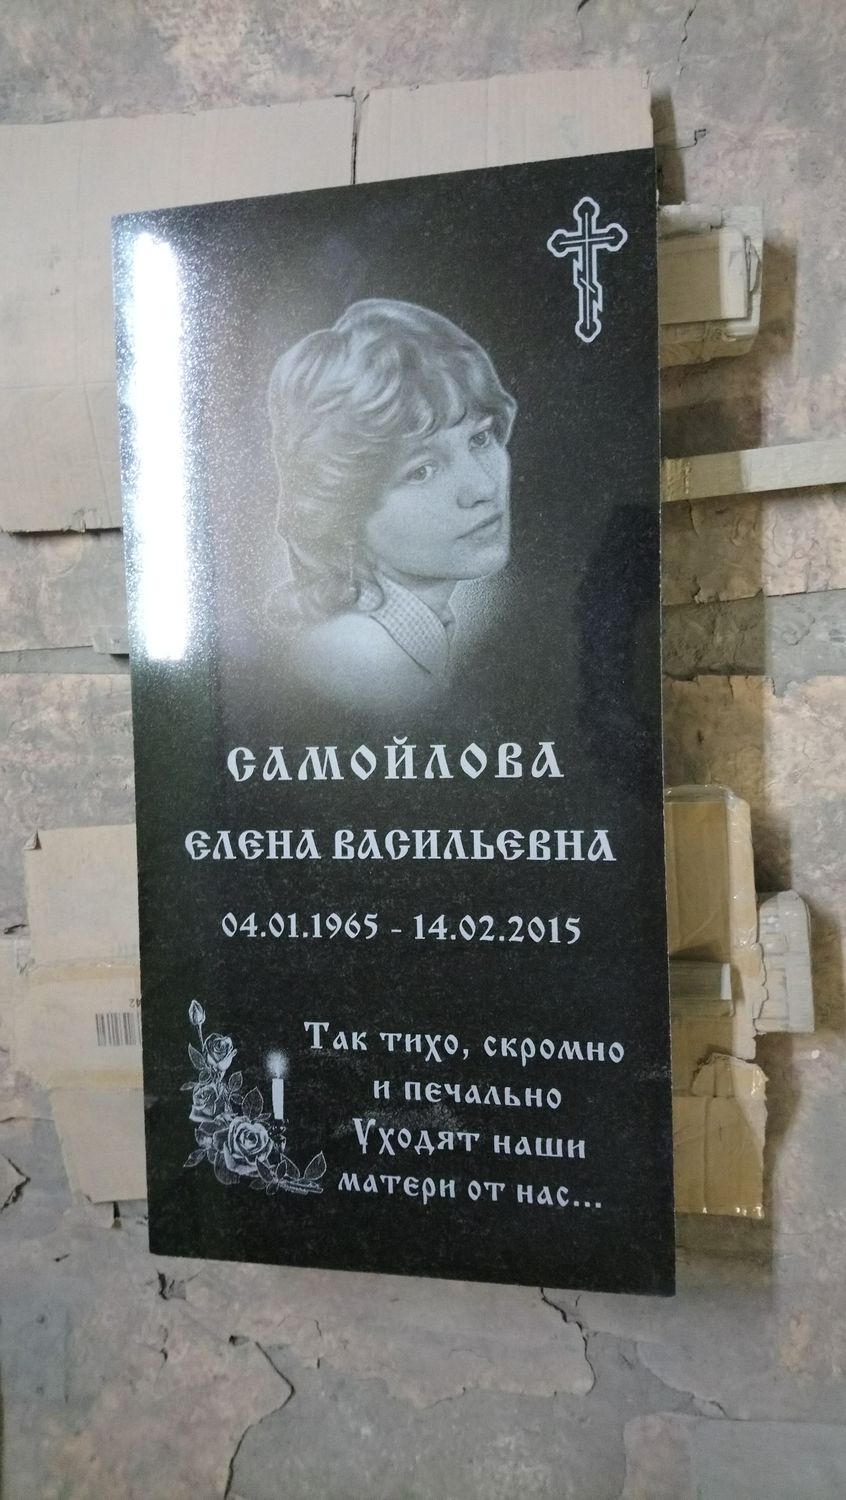 САМОЙЛОВА
ЕЛЕНА ВАСИЛЬЕВНА
04.01.1965 - 14.02.2015
Так тихо, скромно
и печально
Уходят наши
матери от нас...